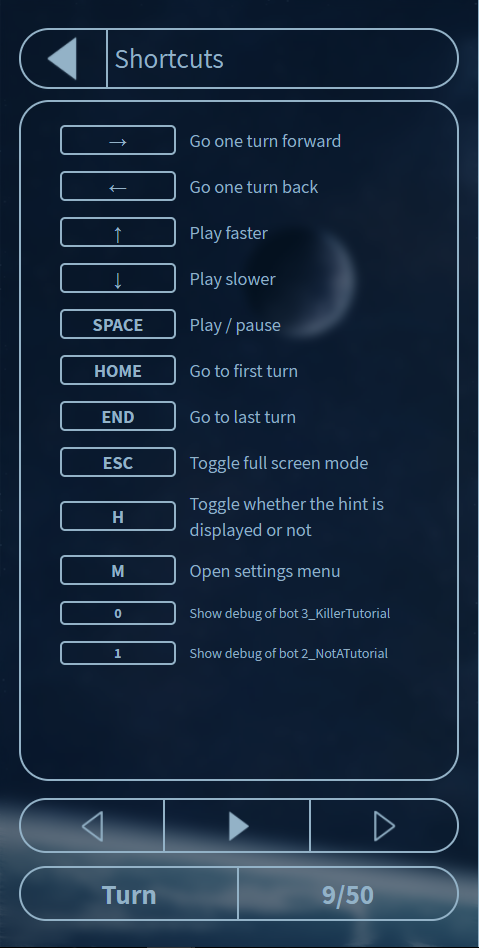 Shortcuts
→ Go one turn forward
← Go one turn back
↑ Play faster
↓ Play slower
SPACE Play / pause
HOME Go to first turn
END Go to last turn
ESC Toggle full screen mode
H Toggle whether the hint is
displayed or not
M Open settings menu
0 Show debug of bot 3_KillerTutorial
1 Show debug of bot 2_NotATutorial
Turn 9/50